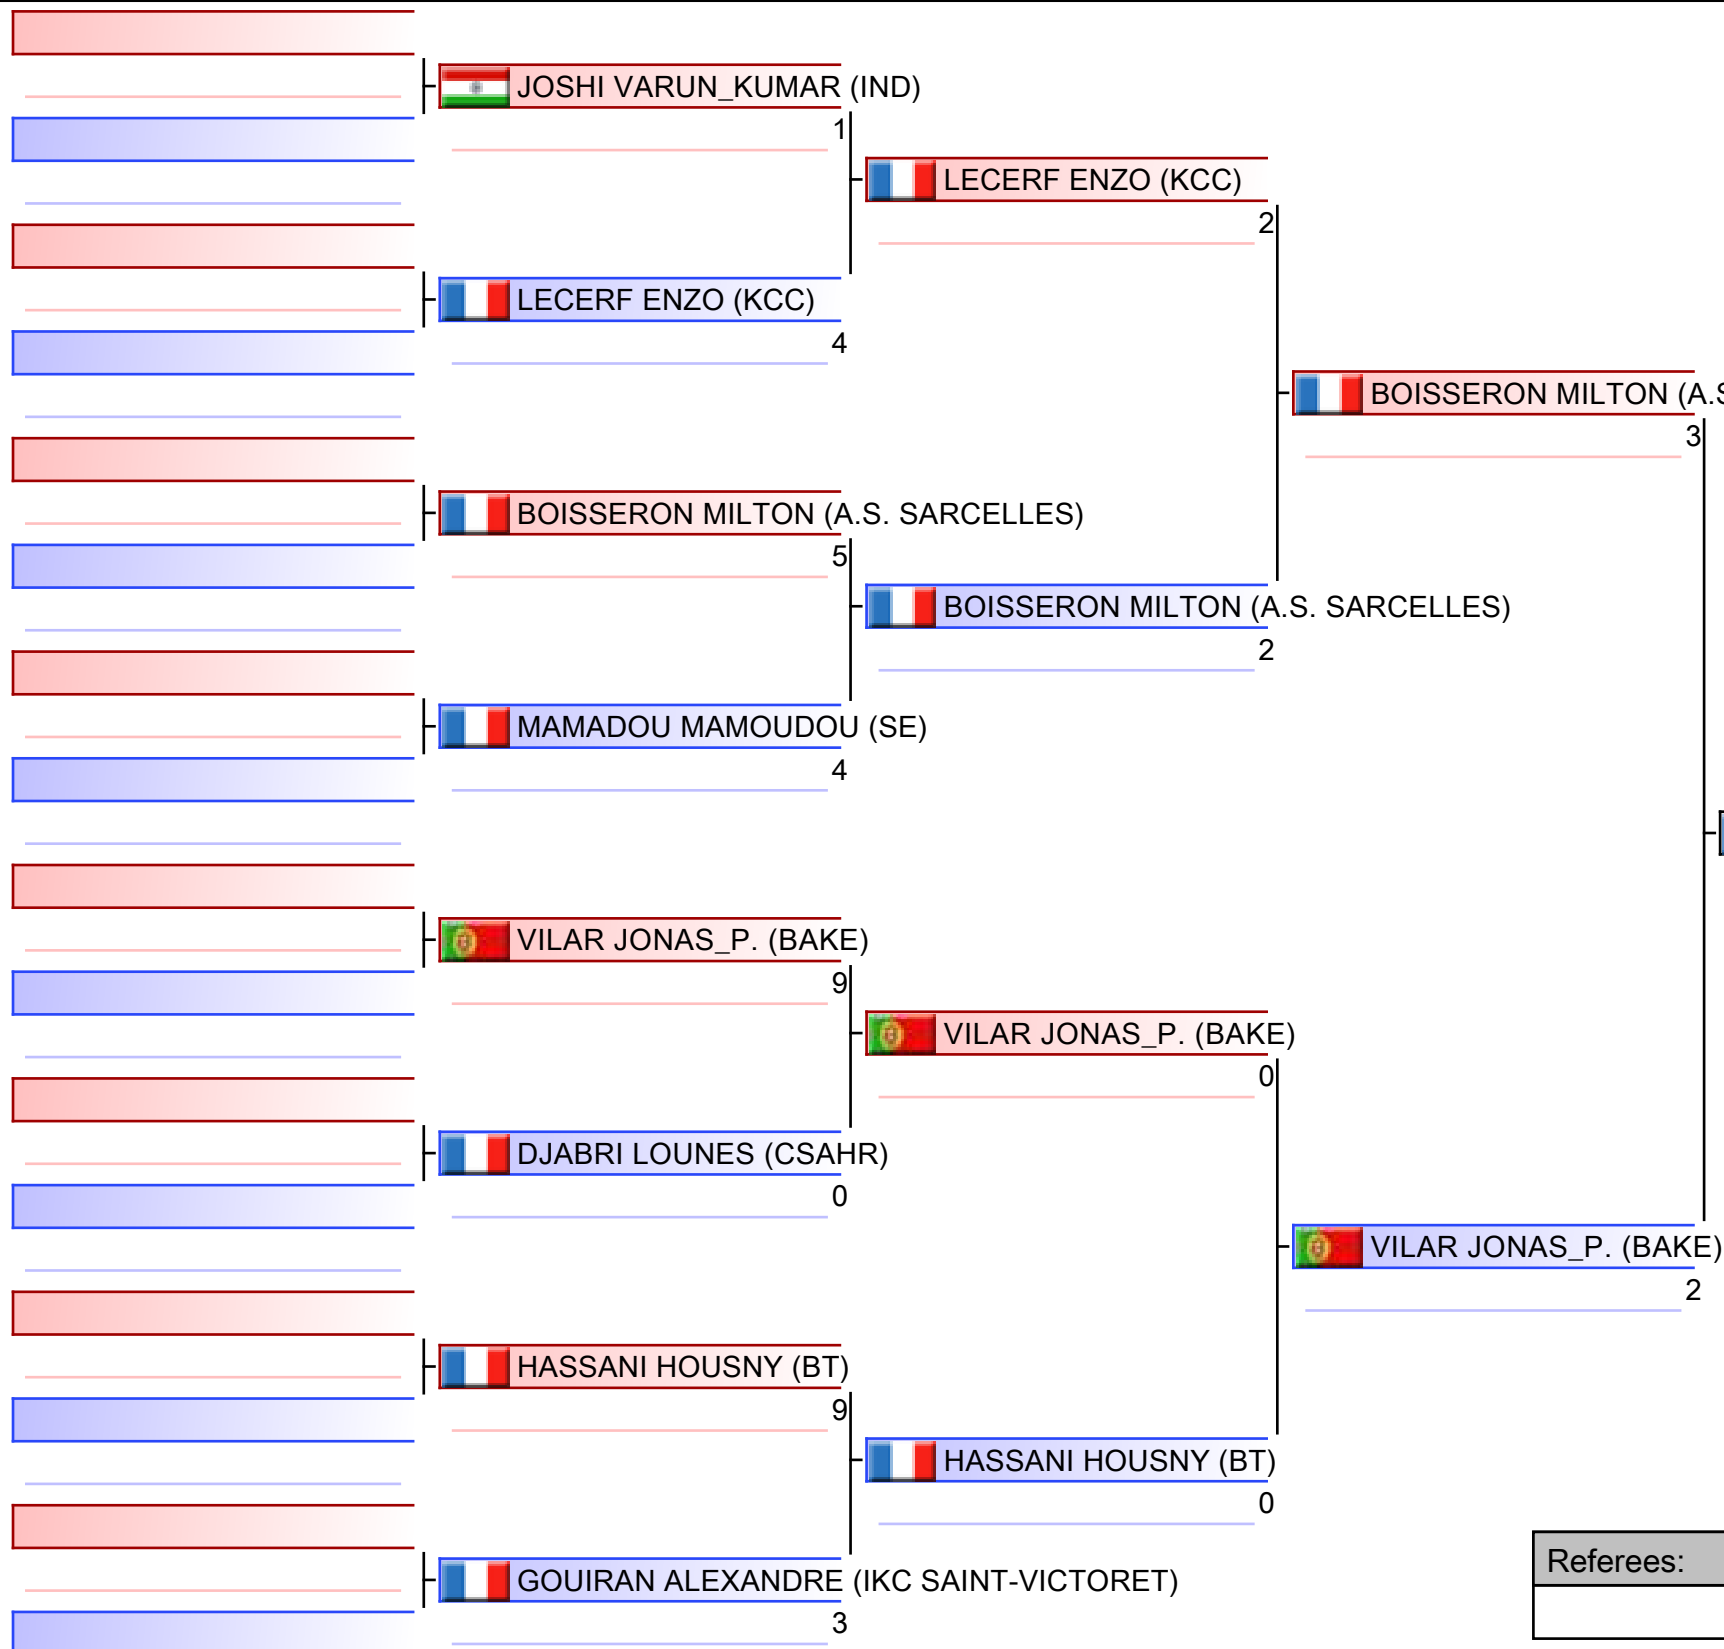 JOSHI VARUN_KUMAR (IND)
1
LECERF ENZO (KCC)
2
LECERF ENZO (KCC)
4
BOISSERON MILTON (A.S
3
BOISSERON MILTON (A.S. SARCELLES)
5
BOISSERON MILTON (A.S. SARCELLES)
2
MAMADOU MAMOUDOU (SE)
4
VILAR JONAS_P. (BAKE)
9
VILAR JONAS_P. (BAKE)
0
DJABRI LOUNES (CSAHR)
0
VILAR JONAS_P. (BAKE)
2
HASSANI HOUSNY (BT)
9
HASSANI HOUSNY (BT)
0
Referees:
GOUIRAN ALEXANDRE (IKC SAINT-VICTORET)
3